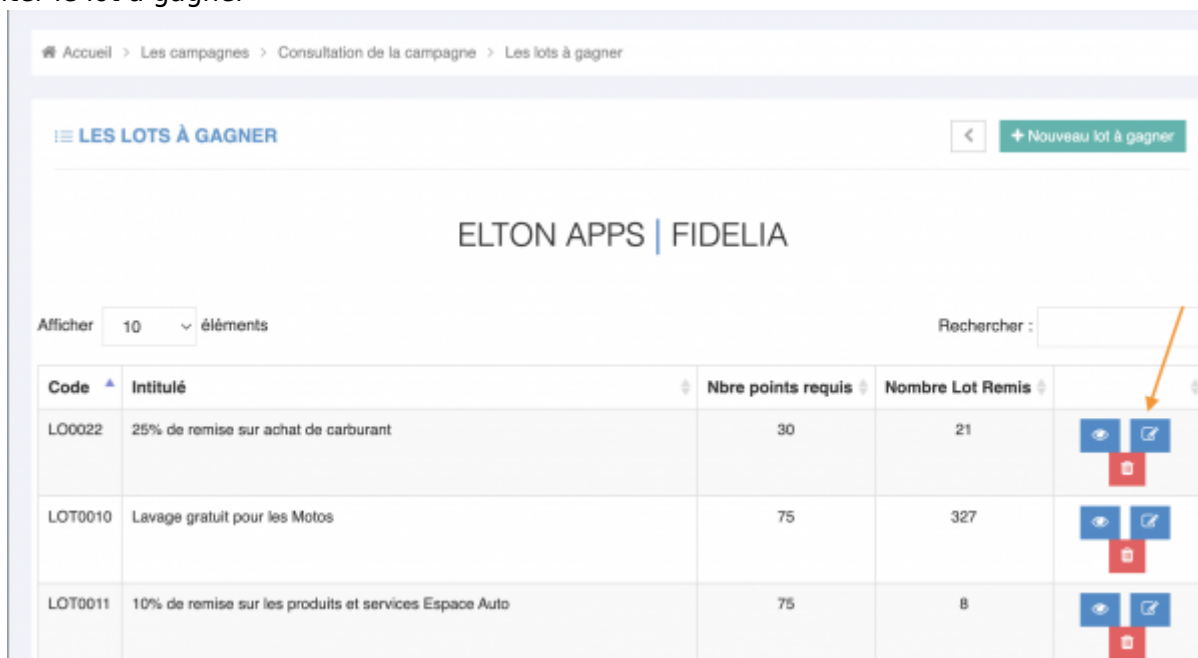 le lot à gagner
Accueil > Les campagnes > Consultation de la campagne > Les lots à gagner
LES LOTS À GAGNER
< + Nouveau lot à gagner
ELTON APPS | FIDELIA
Afficher 10 éléments Rechercher :
Code Intitulé Nbre points requis Nombre Lot Remis
LO0022 25% de remise sur achat de carburant 30 21
LOT0010 Lavage gratuit pour les Motos 75 327
LOT0011 10% de remise sur les produits et services Espace Auto 75 8